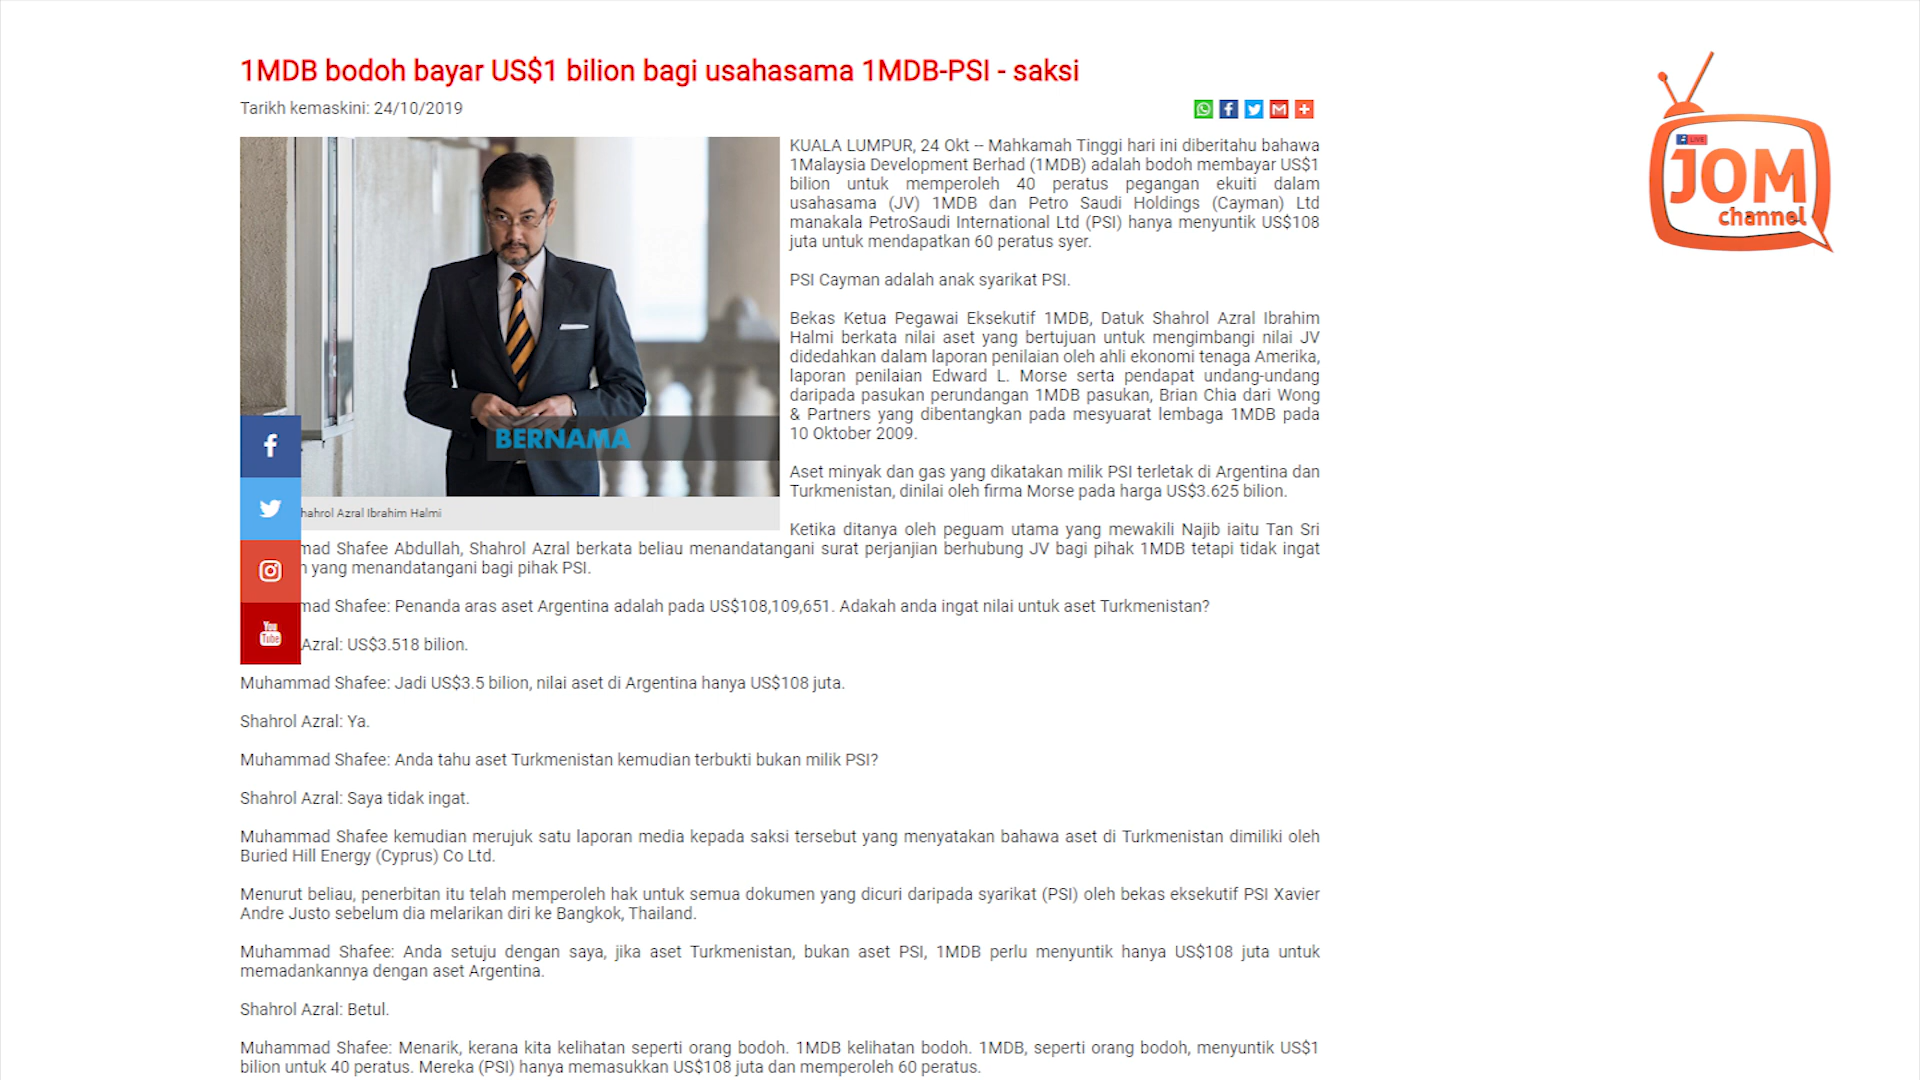 1MDB bodoh bayar US$1 bilion bagi usahasama 1MDB-PSI - saksi
Tarikh kemaskini: 24/10/2019
LIVE
JOM
channel
BERNAMA
hahrol Azral Ibrahim Halmi
KUALA LUMPUR, 24 Okt -- Mahkamah Tinggi hari ini diberitahu bahawa
1Malaysia Development Berhad (1MDB) adalah bodoh membayar US$1
bilion untuk memperoleh 40 peratus pegangan ekuiti dalam
usahasama (JV) 1MDB dan Petro Saudi Holdings (Cayman) Ltd
manakala PetroSaudi International Ltd (PSI) hanya menyuntik US$108
juta untuk mendapatkan 60 peratus syer.
PSI Cayman adalah anak syarikat PSI.
Bekas Ketua Pegawai Eksekutif 1MDB, Datuk Shahrol Azral Ibrahim
Halmi berkata nilai aset yang bertujuan untuk mengimbangi nilai JV
didedahkan dalam laporan penilaian oleh ahli ekonomi tenaga Amerika,
laporan penilaian Edward L. Morse serta pendapat undang-undang
daripada pasukan perundangan 1MDB pasukan, Brian Chia dari Wong
& Partners yang dibentangkan pada mesyuarat lembaga 1MDB pada
10 Oktober 2009.
Aset minyak dan gas yang dikatakan milik PSI terletak di Argentina dan
Turkmenistan, dinilai oleh firma Morse pada harga US$3.625 bilion.
Ketika ditanya oleh peguam utama yang mewakili Najib iaitu Tan Sri
mad Shafee Abdullah, Shahrol Azral berkata beliau menandatangani surat perjanjian berhubung JV bagi pihak 1MDB tetapi tidak ingat
yang menandatangani bagi pihak PSI.
mad Shafee: Penanda aras aset Argentina adalah pada US$108,109,651. Adakah anda ingat nilai untuk aset Turkmenistan?
You
Tube
Azral: US$3.518 bilion.
Muhammad Shafee: Jadi US$3.5 bilion, nilai aset di Argentina hanya US$108 juta.
Shahrol Azral: Ya.
Muhammad Shafee: Anda tahu aset Turkmenistan kemudian terbukti bukan milik PSI?
Shahrol Azral: Saya tidak ingat.
Muhammad Shafee kemudian merujuk satu laporan media kepada saksi tersebut yang menyatakan bahawa aset di Turkmenistan dimiliki oleh
Buried Hill Energy (Cyprus) Co Ltd.
Menurut beliau, penerbitan itu telah memperoleh hak untuk semua dokumen yang dicuri daripada syarikat (PSI) oleh bekas eksekutif PSI Xavier
Andre Justo sebelum dia melarikan diri ke Bangkok, Thailand.
Muhammad Shafee: Anda setuju dengan saya, jika aset Turkmenistan, bukan aset PSI, 1MDB perlu menyuntik hanya US$108 juta untuk
memadankannya dengan aset Argentina.
Shahrol Azral: Betul.
Muhammad Shafee: Menarik, kerana kita kelihatan seperti orang bodoh. 1MDB kelihatan bodoh. 1MDB, seperti orang bodoh, menyuntik US$1
bilion untuk 40 peratus. Mereka (PSI) hanya memasukkan US$108 juta dan memperoleh 60 peratus.